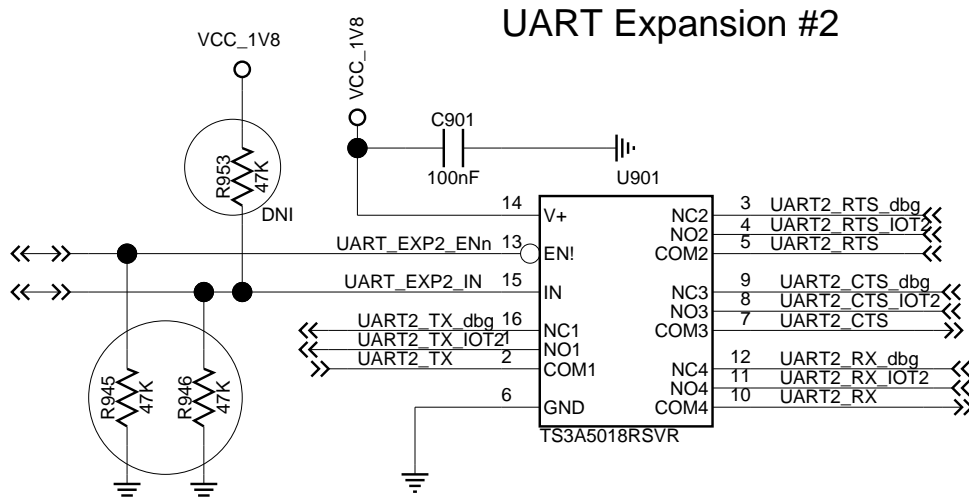 UART Expansion #2
VCC_1V8
VCC_1V8
C901
100nF
R953
47K
DNI
U901
14 V+
UART_EXP2_ENn 13 EN!
UART_EXP2_IN 15 IN
UART2_TX_dbg 16 NC1
UART2_TX_IOT2 1 NO1
UART2_TX 2 COM1
6 GND
NC2 3 UART2_RTS_dbg
NO2 4 UART2_RTS_IOT2
COM2 5 UART2_RTS
NC3 9 UART2_CTS_dbg
NO3 8 UART2_CTS_IOT2
COM3 7 UART2_CTS
NC4 12 UART2_RX_dbg
NO4 11 UART2_RX_IOT2
COM4 10 UART2_RX
TS3A5018RSVR
R945
47K
R946
47K